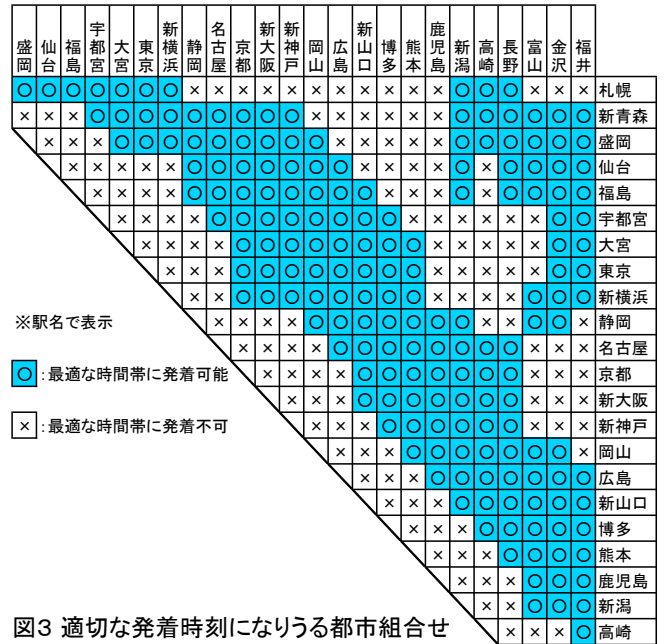 盛岡 仙台 福島 宇都宮 大宮 東京 新横浜 静岡 名古屋 京都 新大阪 新神戸 岡山 広島 新山口 博多 熊本 鹿児島 新潟 高崎 長野 富山 金沢 福井
○ ○ ○ ○ ○ ○ ○ × × × × × × × × × × × ○ ○ ○ × × × 札幌
× × × ○ ○ ○ ○ ○ ○ ○ ○ ○ × × × × × × ○ ○ ○ ○ ○ ○ 新青森
× × × ○ ○ ○ ○ ○ ○ ○ ○ ○ × × × × × ○ ○ ○ ○ ○ ○ 盛岡
× × × × × ○ ○ ○ ○ ○ ○ ○ × × × × ○ × ○ ○ ○ ○ 仙台
× × × × ○ ○ ○ ○ ○ ○ ○ ○ × × × ○ × ○ ○ ○ ○ 福島
× × × × ○ ○ ○ ○ ○ ○ ○ ○ × × × × × × ○ ○ 宇都宮
× × × × ○ ○ ○ ○ ○ ○ ○ ○ × × × × × ○ ○ 大宮
× × × ○ ○ ○ ○ ○ ○ ○ ○ × × × × × ○ ○ 東京
× × ○ ○ ○ ○ ○ ○ ○ ○ × × × × ○ ○ ○ 新横浜
※駅名で表示
× × × × ○ ○ ○ ○ ○ ○ ○ × × ○ ○ × 静岡
× × × × ○ ○ ○ ○ ○ ○ ○ ○ × × × 名古屋
○:最適な時間帯に発着可能
× × × × ○ ○ ○ ○ ○ ○ ○ × × × 京都
× × × ○ ○ ○ ○ ○ ○ ○ × × × 新大阪
×:最適な時間帯に発着不可
× × × ○ ○ ○ ○ ○ ○ × × × 新神戸
× × × ○ ○ ○ ○ ○ ○ ○ × 岡山
× × × ○ ○ ○ ○ ○ ○ ○ 広島
× × × ○ ○ ○ ○ ○ ○ 新山口
× × × ○ ○ ○ ○ ○ 博多
× × × ○ ○ ○ ○ 熊本
× × × ○ ○ ○ 鹿児島
× × ○ ○ ○ 新潟
× × × ○ 高崎
図3 適切な発着時刻になりうる都市組合せ